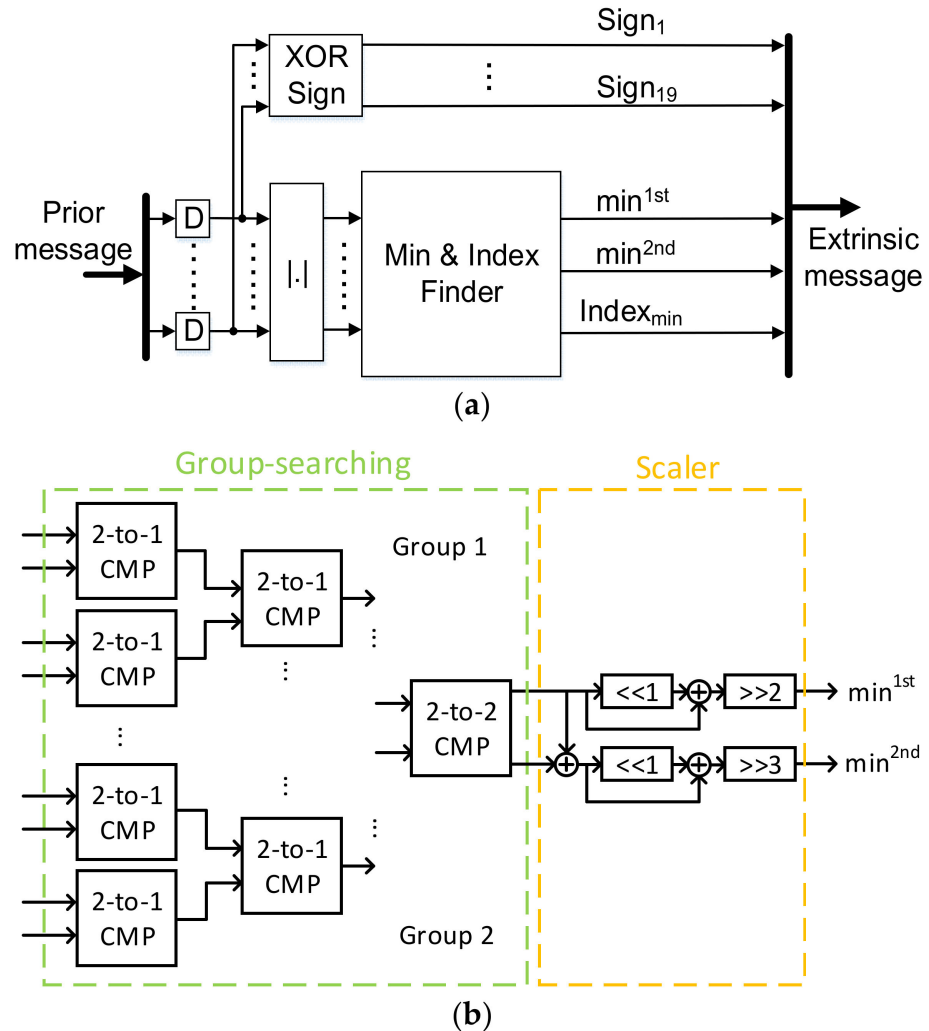 Sign₁
XOR
Sign
Sign₁₉
Prior
message
D
D
|.|
Min & Index
Finder
min¹ˢᵗ
min²ⁿᵈ
Indexₘᵢₙ
Extrinsic
message
(a)
Group-searching
Scaler
2-to-1
CMP
Group 1
2-to-1
CMP
2-to-1
CMP
2-to-2
CMP
<<1
+
>>2
min¹ˢᵗ
+
<<1
+
>>3
min²ⁿᵈ
2-to-1
CMP
2-to-1
CMP
2-to-1
CMP
Group 2
(b)